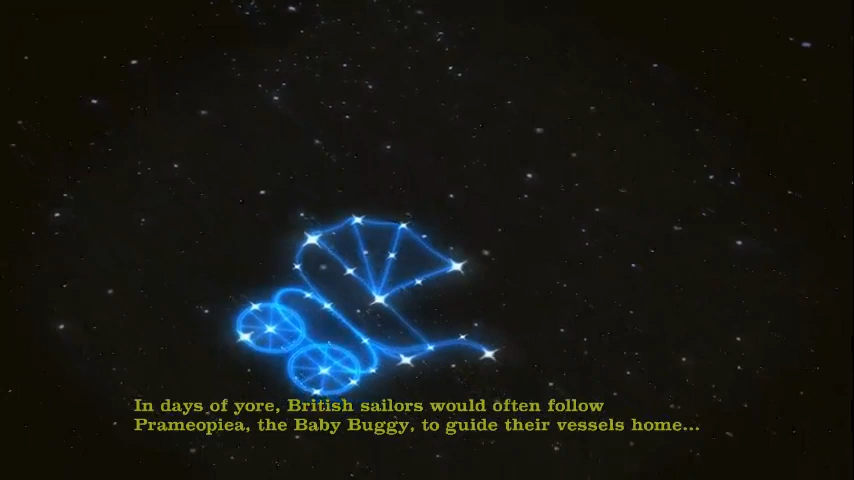 In days of yore, British sailors would often follow
Prameopiea, the Baby Buggy, to guide their vessels home...